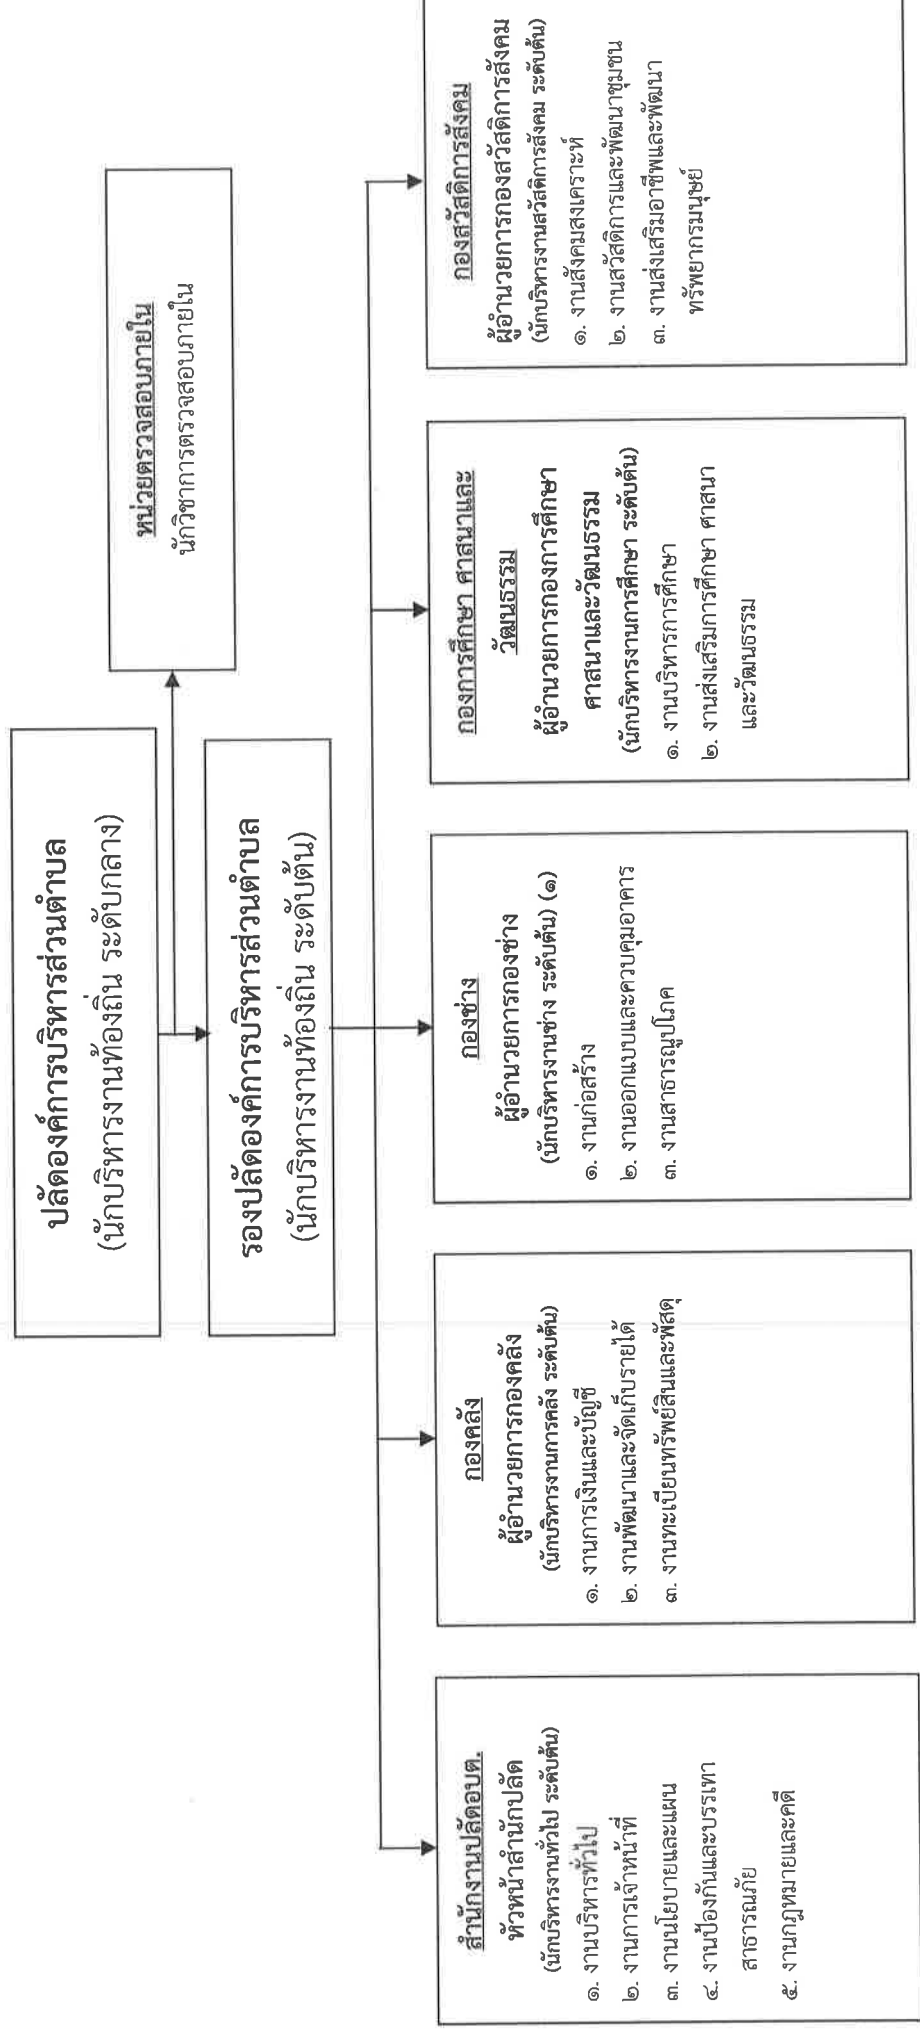 ปลัดองค์การบริหารส่วนตำบล
(นักบริหารงานท้องถิ่น ระดับกลาง)
หน่วยตรวจสอบภายใน
นักวิชาการตรวจสอบภายใน
รองปลัดองค์การบริหารส่วนตำบล
(นักบริหารงานท้องถิ่น ระดับต้น)
สำนักงานปลัดอบต.
หัวหน้าสำนักปลัด
(นักบริหารงานทั่วไป ระดับต้น)
๑. งานบริหารทั่วไป
๒. งานการเจ้าหน้าที่
๓. งานนโยบายและแผน
๔. งานป้องกันและบรรเทา
สาธารณภัย
๕. งานกฎหมายและคดี
กองคลัง
ผู้อำนวยการกองคลัง
(นักบริหารงานการคลัง ระดับต้น)
๑. งานการเงินและบัญชี
๒. งานพัฒนาและจัดเก็บรายได้
๓. งานทะเบียนทรัพย์สินและพัสดุ
กองช่าง
ผู้อำนวยการกองช่าง
(นักบริหารงานช่าง ระดับต้น) (๑)
๑. งานก่อสร้าง
๒. งานออกแบบและควบคุมอาคาร
๓. งานสาธารณูปโภค
กองการศึกษา ศาสนาและ
วัฒนธรรม
ผู้อำนวยการกองการศึกษา
ศาสนาและวัฒนธรรม
(นักบริหารงานการศึกษา ระดับต้น)
๑. งานบริหารการศึกษา
๒. งานส่งเสริมการศึกษา ศาสนา
และวัฒนธรรม
กองสวัสดิการสังคม
ผู้อำนวยการกองสวัสดิการสังคม
(นักบริหารงานสวัสดิการสังคม ระดับต้น)
๑. งานสังคมสงเคราะห์
๒. งานสวัสดิการและพัฒนาชุมชน
๓. งานส่งเสริมอาชีพและพัฒนา
ทรัพยากรมนุษย์